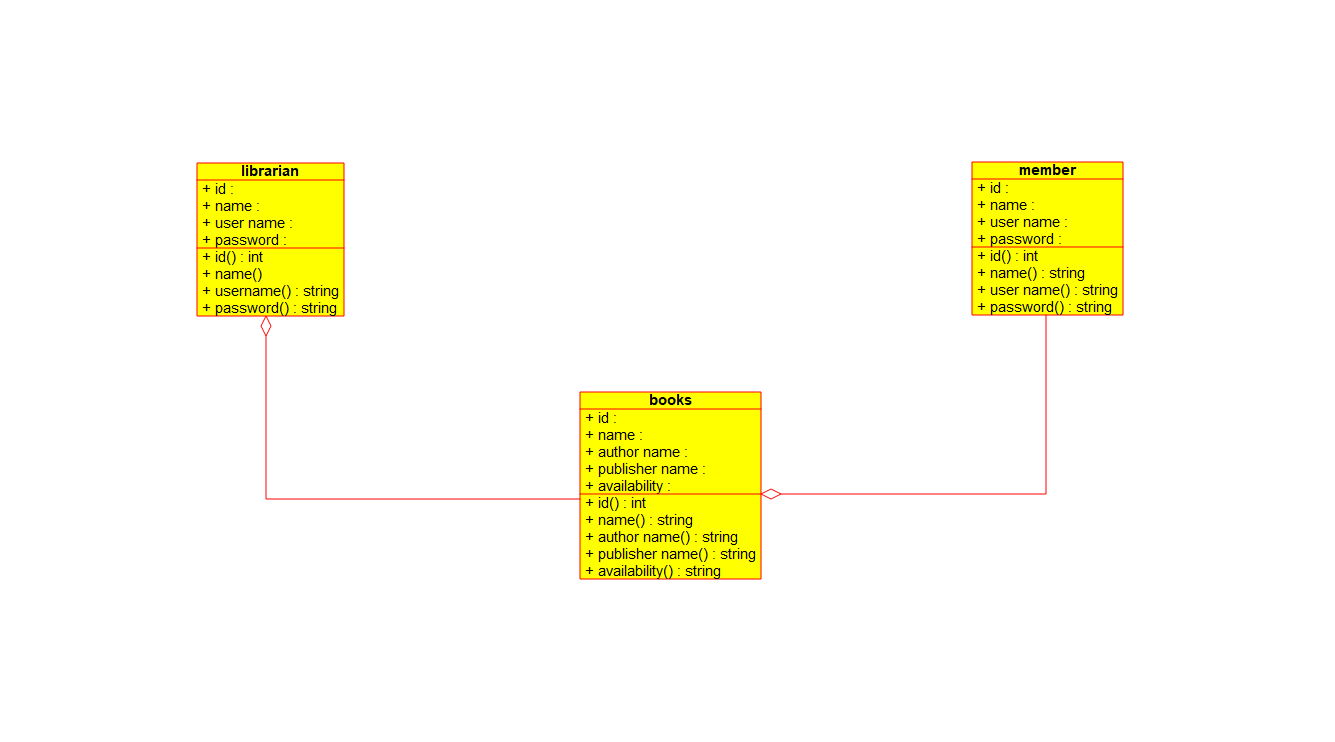 librarian
+ id :
+ name :
+ user name :
+ password :
+ id() : int
+ name()
+ username() : string
+ password() : string
member
+ id :
+ name :
+ user name :
+ password :
+ id() : int
+ name() : string
+ user name() : string
+ password() : string
books
+ id :
+ name :
+ author name :
+ publisher name :
+ availability :
+ id() : int
+ name() : string
+ author name() : string
+ publisher name() : string
+ availability() : string